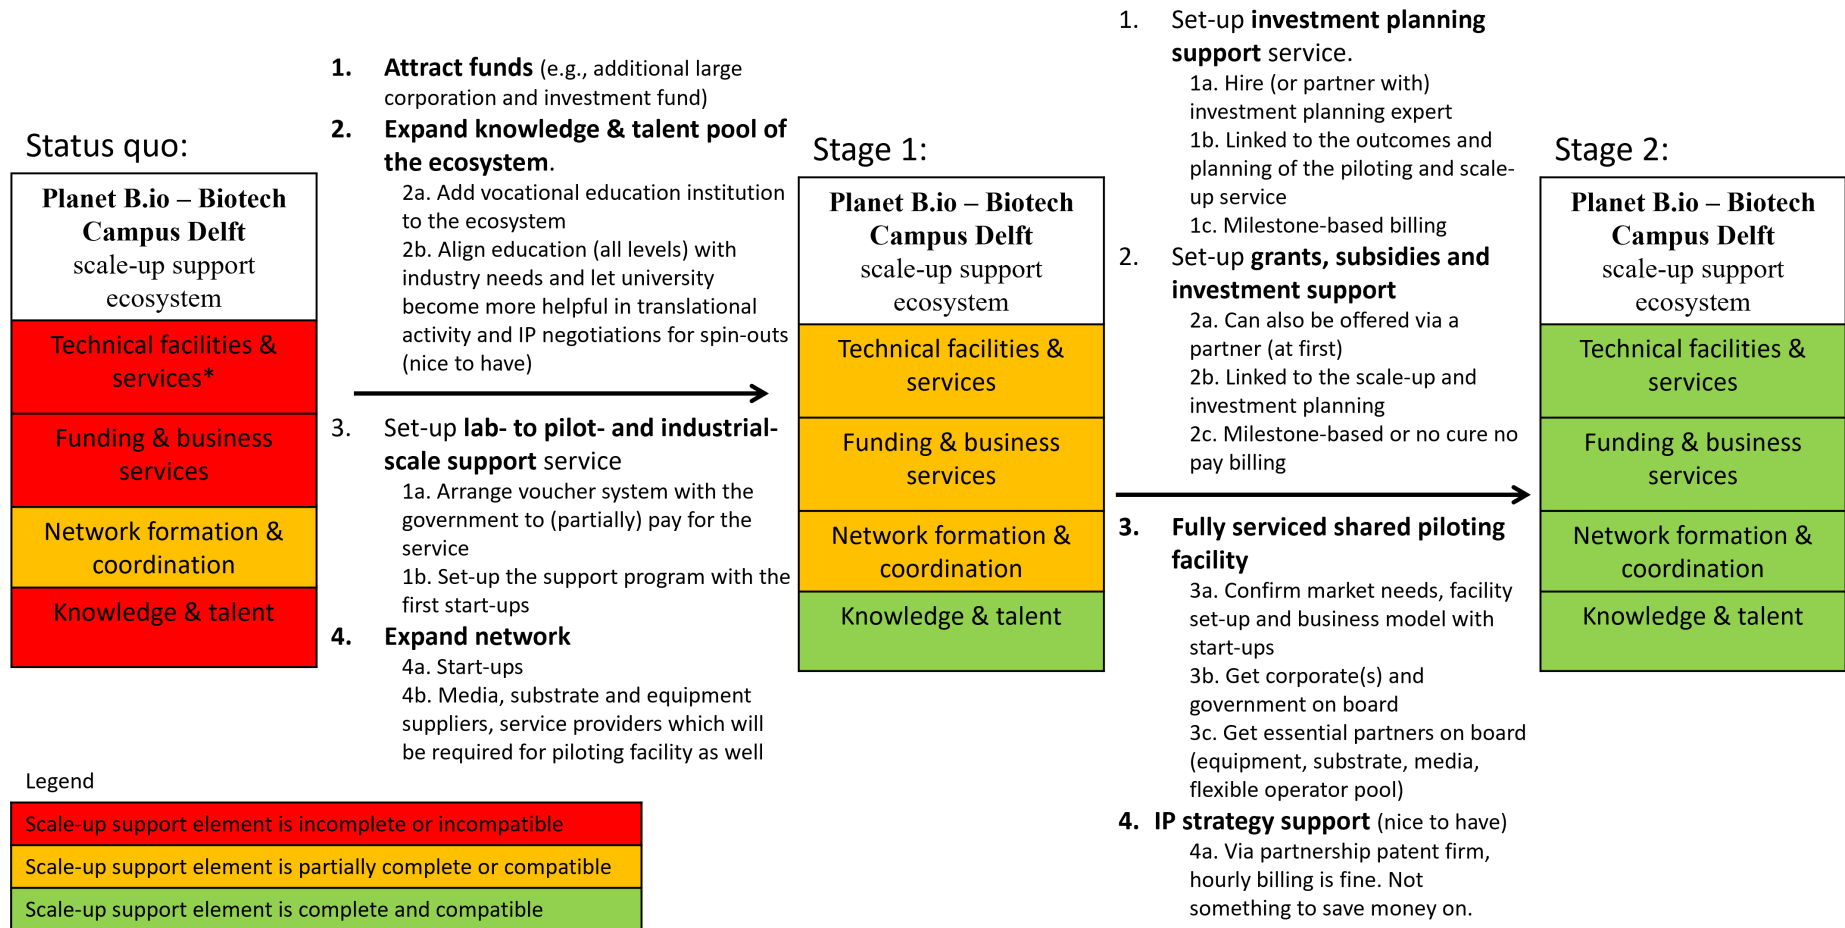 Status quo:
Planet B.io – Biotech
Campus Delft
scale-up support
ecosystem
Technical facilities &
services*
Funding & business
services
Network formation &
coordination
Knowledge & talent
1. Attract funds (e.g., additional large
corporation and investment fund)
2. Expand knowledge & talent pool of
the ecosystem.
2a. Add vocational education institution
to the ecosystem
2b. Align education (all levels) with
industry needs and let university
become more helpful in translational
activity and IP negotiations for spin-outs
(nice to have)
3. Set-up lab- to pilot- and industrial-
scale support service
1a. Arrange voucher system with the
government to (partially) pay for the
service
1b. Set-up the support program with the
first start-ups
4. Expand network
4a. Start-ups
4b. Media, substrate and equipment
suppliers, service providers which will
be required for piloting facility as well
Stage 1:
Planet B.io – Biotech
Campus Delft
scale-up support
ecosystem
Technical facilities &
services
Funding & business
services
Network formation &
coordination
Knowledge & talent
1. Set-up investment planning
support service.
1a. Hire (or partner with)
investment planning expert
1b. Linked to the outcomes and
planning of the piloting and scale-
up service
1c. Milestone-based billing
2. Set-up grants, subsidies and
investment support
2a. Can also be offered via a
partner (at first)
2b. Linked to the scale-up and
investment planning
2c. Milestone-based or no cure no
pay billing
3. Fully serviced shared piloting
facility
3a. Confirm market needs, facility
set-up and business model with
start-ups
3b. Get corporate(s) and
government on board
3c. Get essential partners on board
(equipment, substrate, media,
flexible operator pool)
4. IP strategy support (nice to have)
4a. Via partnership patent firm,
hourly billing is fine. Not
something to save money on.
Stage 2:
Planet B.io – Biotech
Campus Delft
scale-up support
ecosystem
Technical facilities &
services
Funding & business
services
Network formation &
coordination
Knowledge & talent
Legend
Scale-up support element is incomplete or incompatible
Scale-up support element is partially complete or compatible
Scale-up support element is complete and compatible